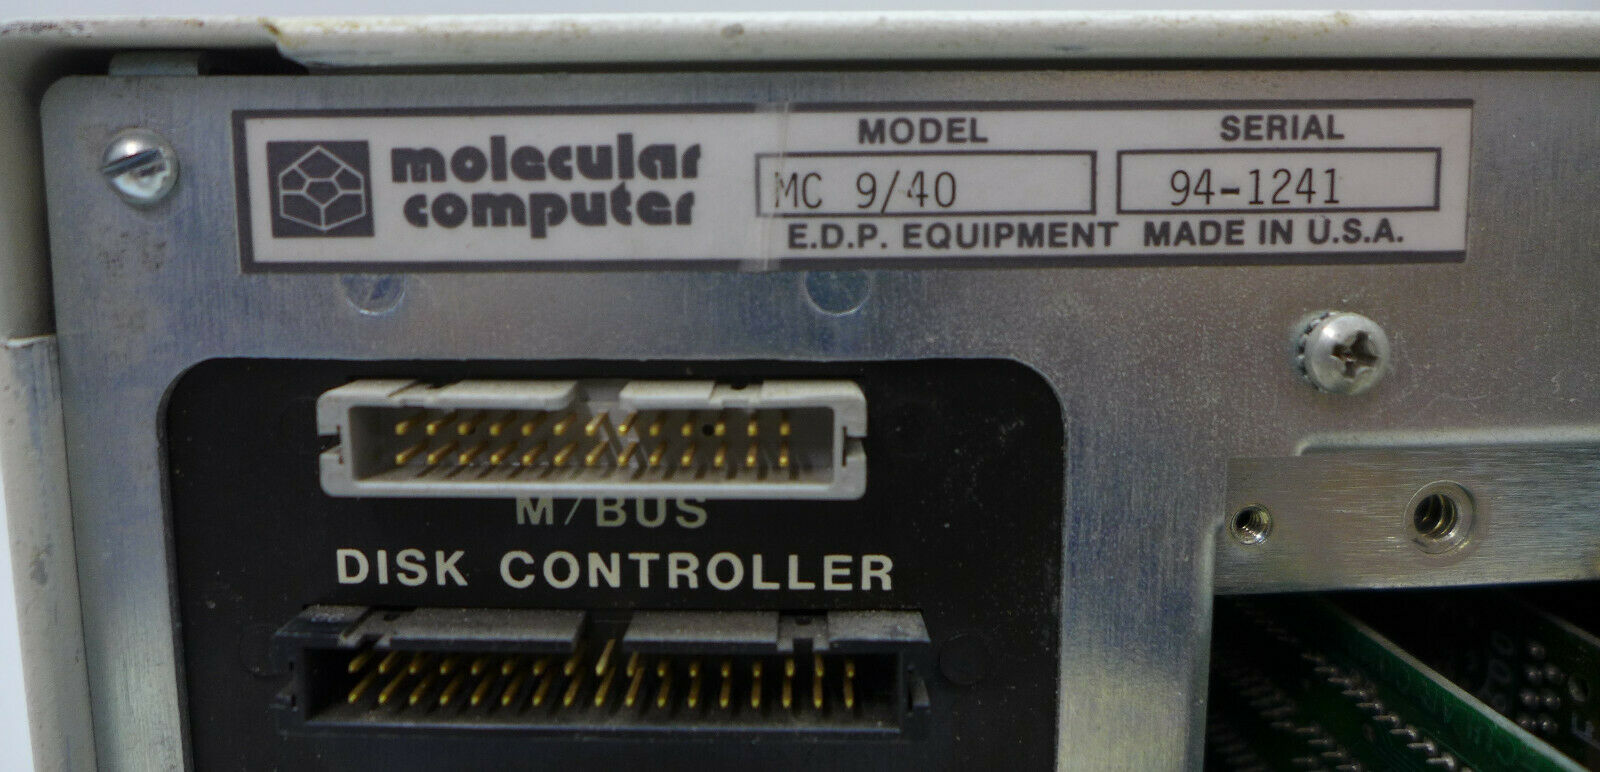 molecular
computer
MODEL
SERIAL
MC 9/40
94-1241
E.D.P. EQUIPMENT MADE IN U.S.A.
M/BUS
DISK CONTROLLER